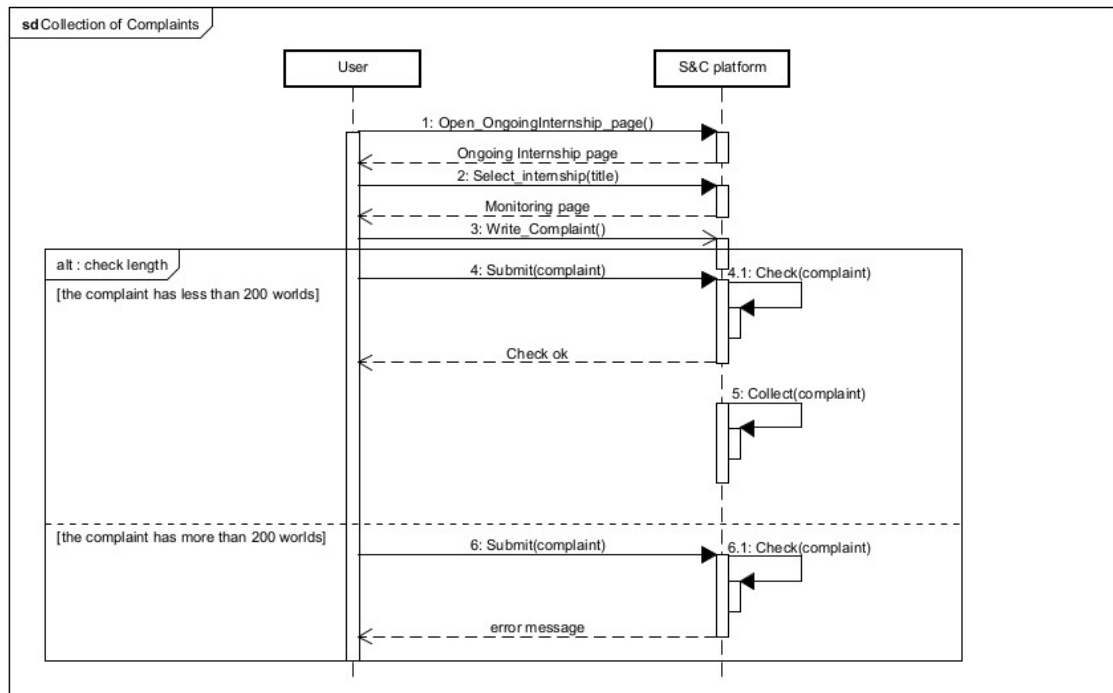 sd Collection of Complaints
User
S&C platform
1: Open_OngoingInternship_page()
Ongoing Internship page
2: Select_internship(title)
Monitoring page
3: Write_Complaint()
alt : check length
4: Submit(complaint)
4.1: Check(complaint)
[the complaint has less than 200 worlds]
Check ok
5: Collect(complaint)
[the complaint has more than 200 worlds]
6: Submit(complaint)
6.1: Check(complaint)
error message